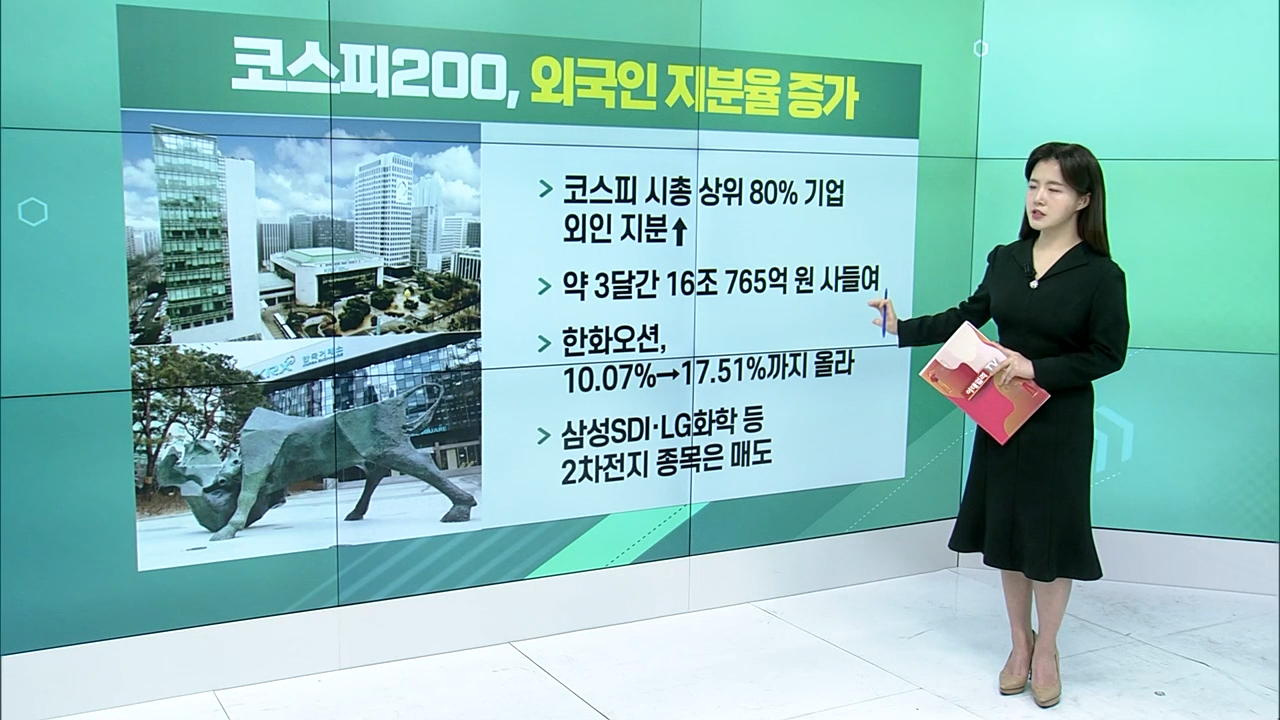 코스피200, 외국인 지분율 증가
> 코스피 시총 상위 80% 기업
외인 지분↑
> 약 3달간 16조 765억 원 사들여
> 한화오션,
10.07%→17.51%까지 올라
> 삼성SDI·LG화학 등
2차전지 종목은 매도